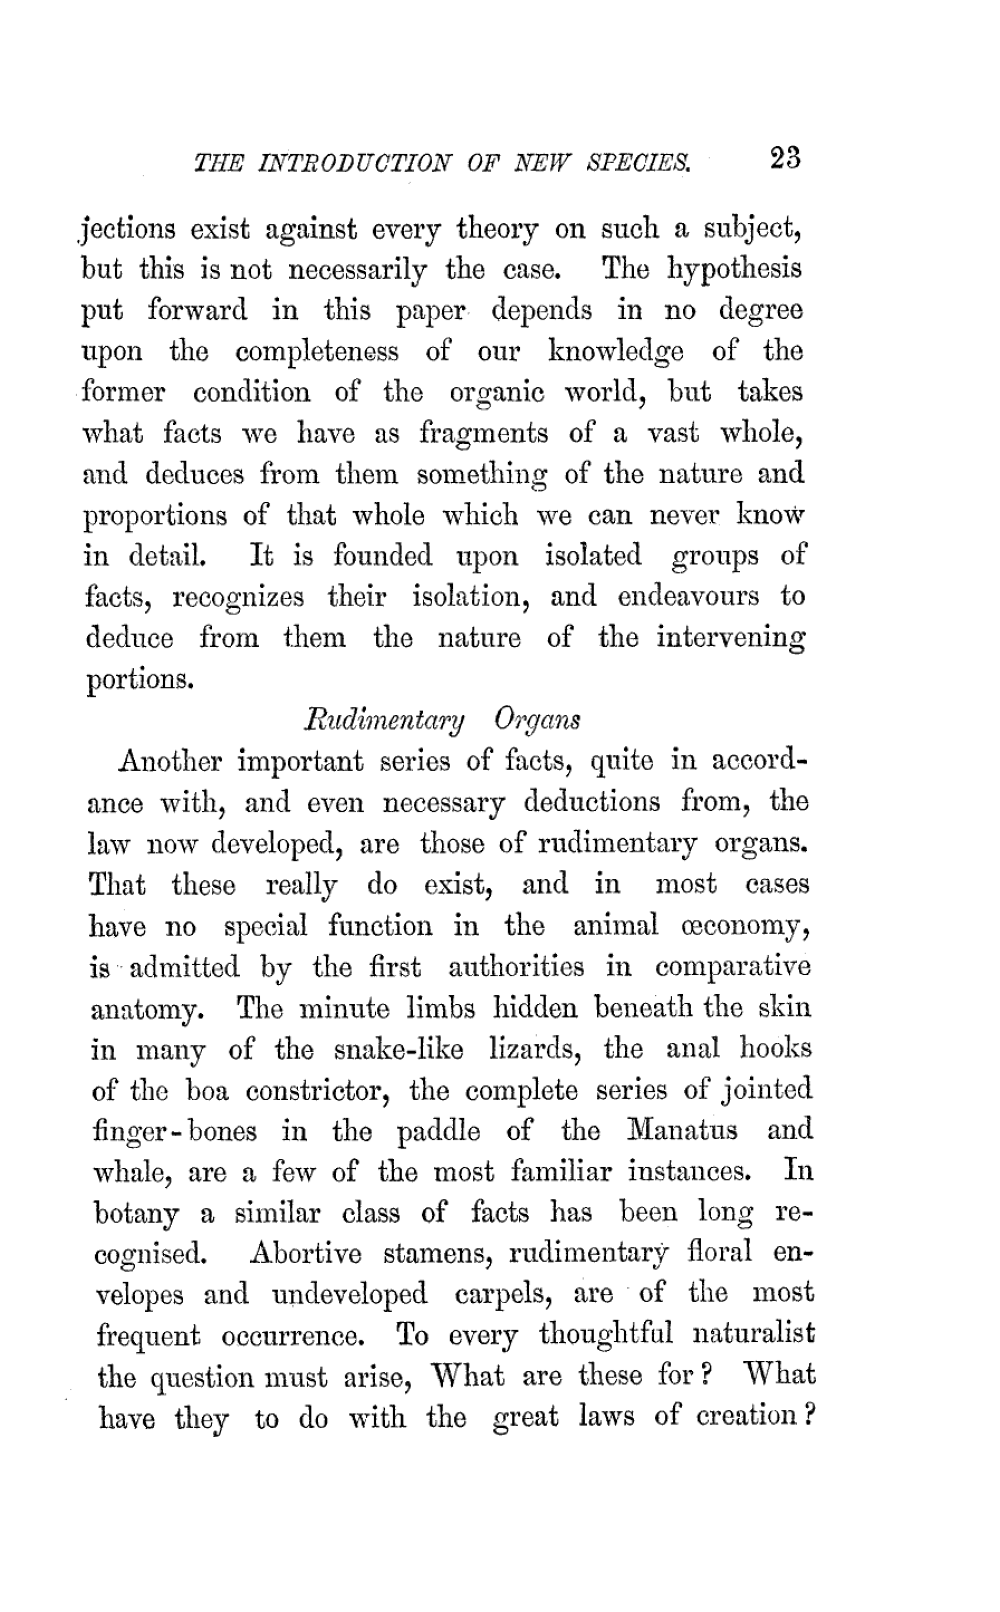 THE INTRODUCTION OF NEW SPECIES. 23
jections exist against every theory on such a subject,
but this is not necessarily the case. The hypothesis
put forward in this paper depends in no degree
upon the completeness of our knowledge of the
former condition of the organic world, but takes
what facts we have as fragments of a vast whole,
and deduces from them something of the nature and
proportions of that whole which we can never know
in detail. It is founded upon isolated groups of
facts, recognizes their isolation, and endeavours to
deduce from them the nature of the intervening
portions.
Rudimentary Organs
Another important series of facts, quite in accord-
ance with, and even necessary deductions from, the
law now developed, are those of rudimentary organs.
That these really do exist, and in most cases
have no special function in the animal œconomy,
is admitted by the first authorities in comparative
anatomy. The minute limbs hidden beneath the skin
in many of the snake-like lizards, the anal hooks
of the boa constrictor, the complete series of jointed
finger-bones in the paddle of the Manatus and
whale, are a few of the most familiar instances. In
botany a similar class of facts has been long re-
cognised. Abortive stamens, rudimentary floral en-
velopes and undeveloped carpels, are of the most
frequent occurrence. To every thoughtful naturalist
the question must arise, What are these for? What
have they to do with the great laws of creation?